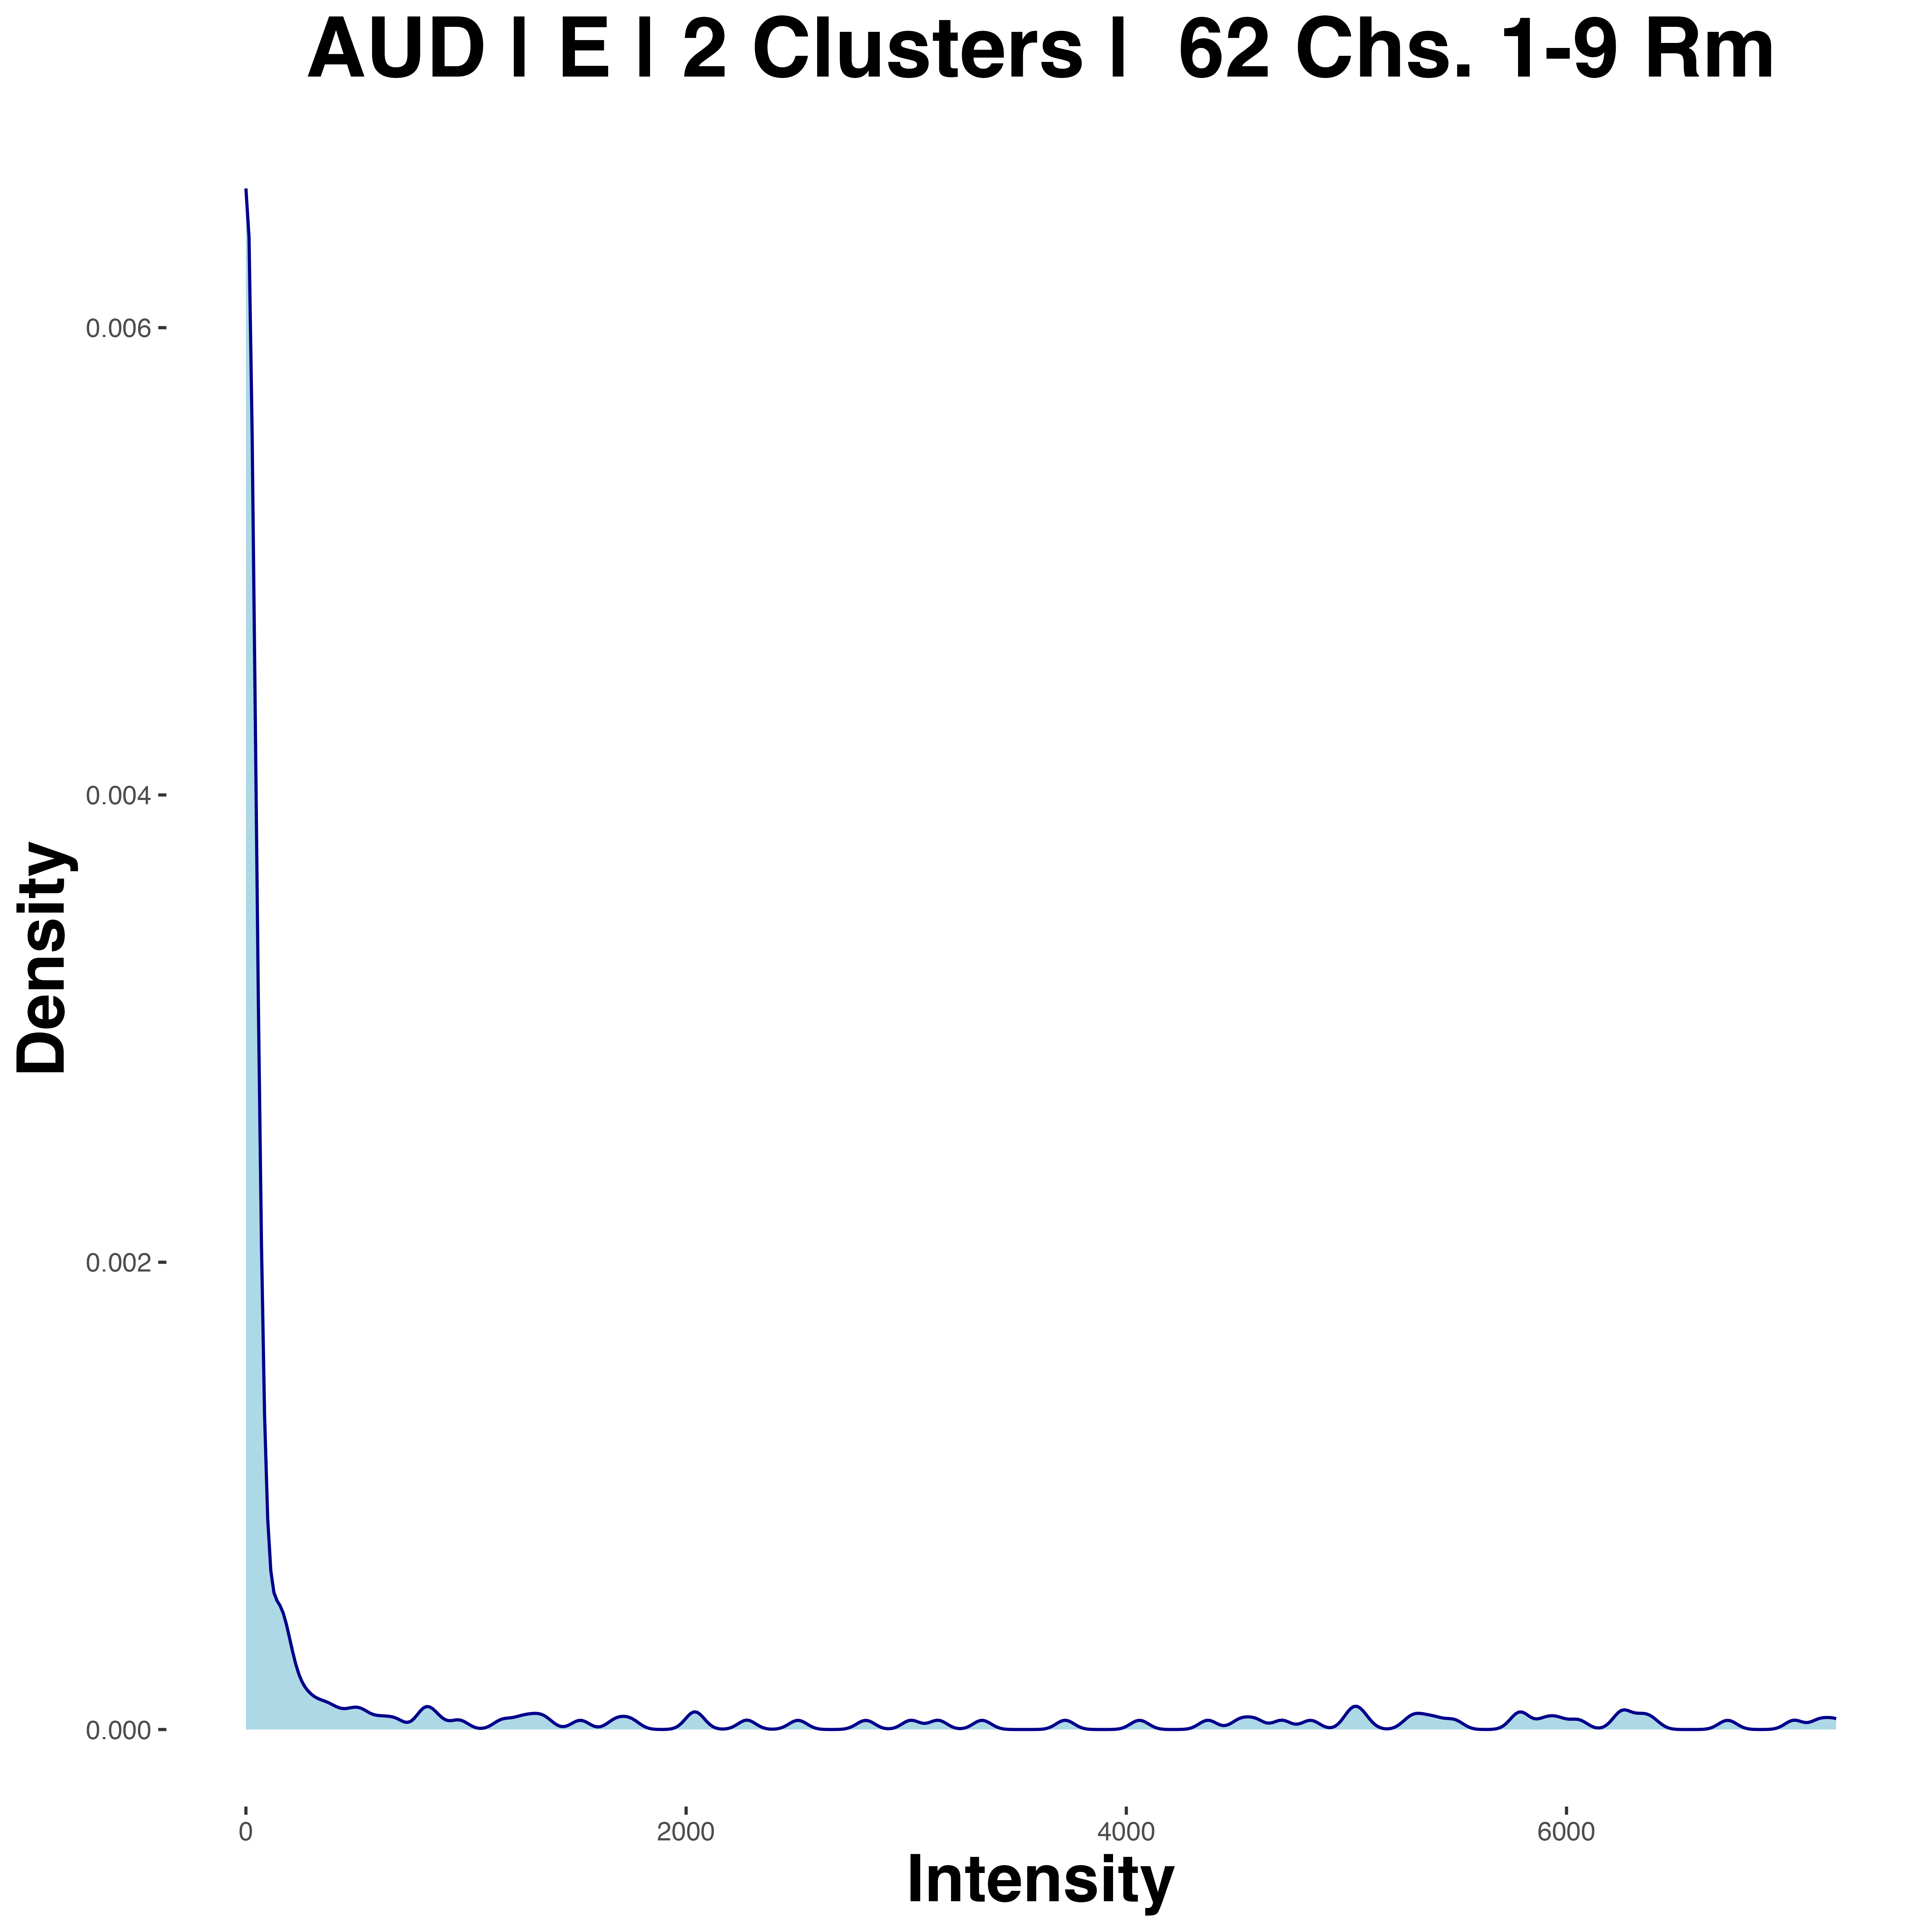 AUD | E | 2 Clusters |  62 Chs. 1-9 Rm
Density
0.006
0.004
0.002
0.000
0 2000 4000 6000
Intensity